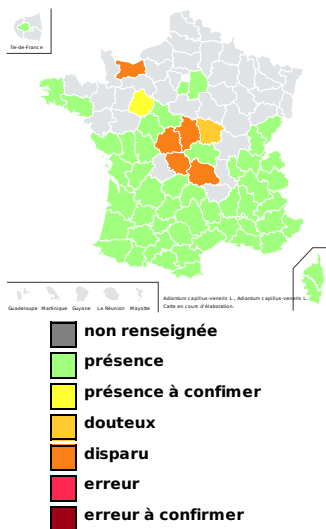 Île-de-France
Guadeloupe Martinique Guyane La Réunion Mayotte
Adiantum capillus-veneris L., Adiantum capillus-veneris L.
Carte en cours d'élaboration.
non renseignée
présence
présence à confimer
douteux
disparu
erreur
erreur à confirmer